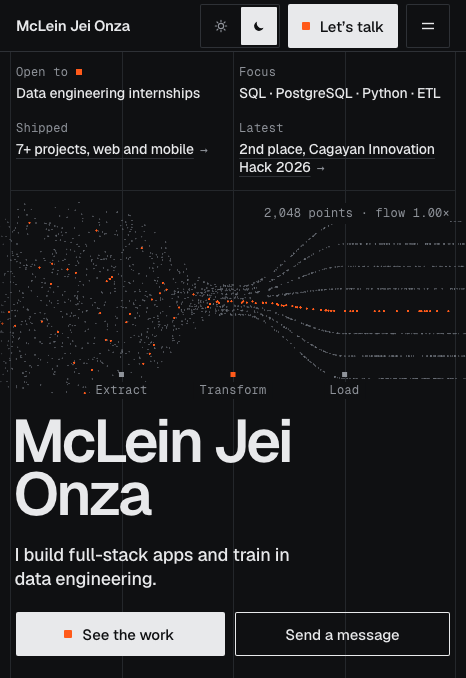 McLein Jei Onza
Let's talk
Open to
Data engineering internships
Focus
SQL · PostgreSQL · Python · ETL
Shipped
7+ projects, web and mobile →
Latest
2nd place, Cagayan Innovation
Hack 2026 →
2,048 points · flow 1.00×
Extract
Transform
Load
McLein Jei
Onza
I build full-stack apps and train in
data engineering.
See the work
Send a message